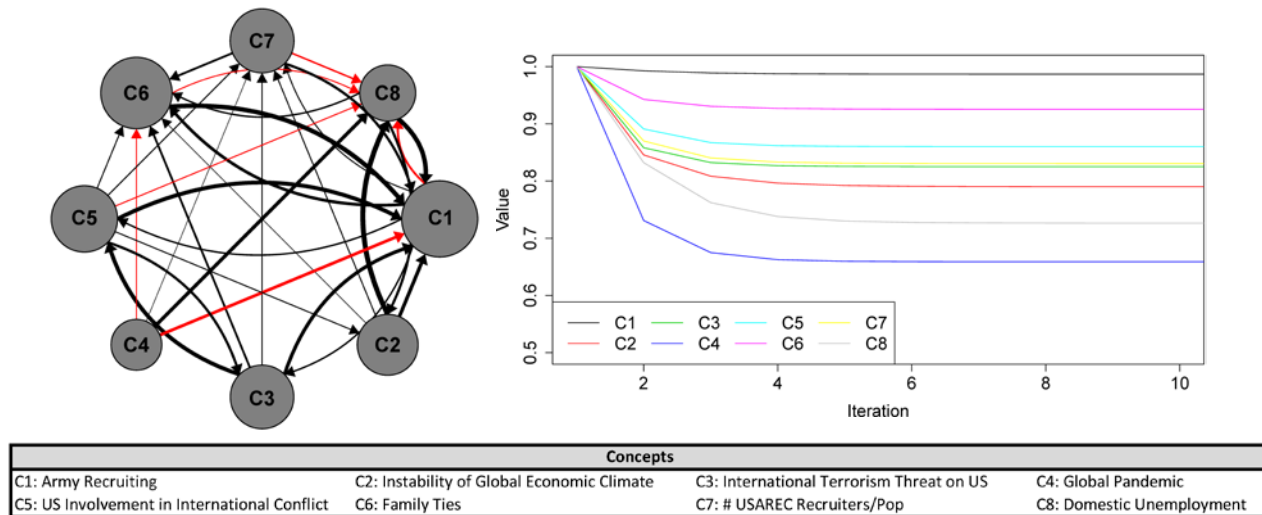 C7
C8
C6
C1
C5
C4
C2
C3
Value
1.0
0.9
0.8
0.7
0.6
0.5
C1 C3 C5 C7
C2 C4 C6 C8
2 4 6 8 10
Iteration
Concepts
C1: Army Recruiting C2: Instability of Global Economic Climate C3: International Terrorism Threat on US C4: Global Pandemic
C5: US Involvement in International Conflict C6: Family Ties C7: # USAREC Recruiters/Pop C8: Domestic Unemployment